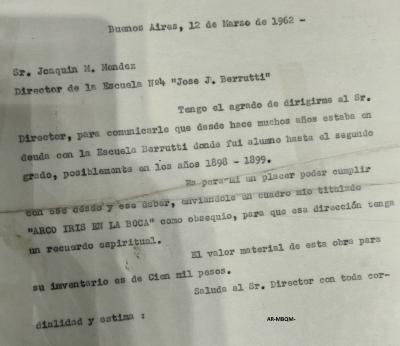 Buenos Aires, 12 de Marzo de 1962 -
Sr. Joaquin M. Mendez
Director de la Escuela Nº4 "Jose J. Berrutti"
Tengo el agrado de dirigirme al Sr.
Director, para comunicarle que desde hace muchos años estaba en
deuda con la Escuela Berrutti donde fui alumno hasta el segundo
grado, posiblemente en los años 1898 - 1899.
Es para mi un placer poder cumplir
con ese deseo y ese deber, enviandole un cuadro mio titulado
"ARCO IRIS EN LA BOCA" como obsequio, para que esa dirección tenga
un recuerdo espiritual.
El valor material de esta obra para
su inventario es de Cien mil pesos.
Saluda al Sr. Director con toda cor-
dialidad y estima :
AR-MBQM-